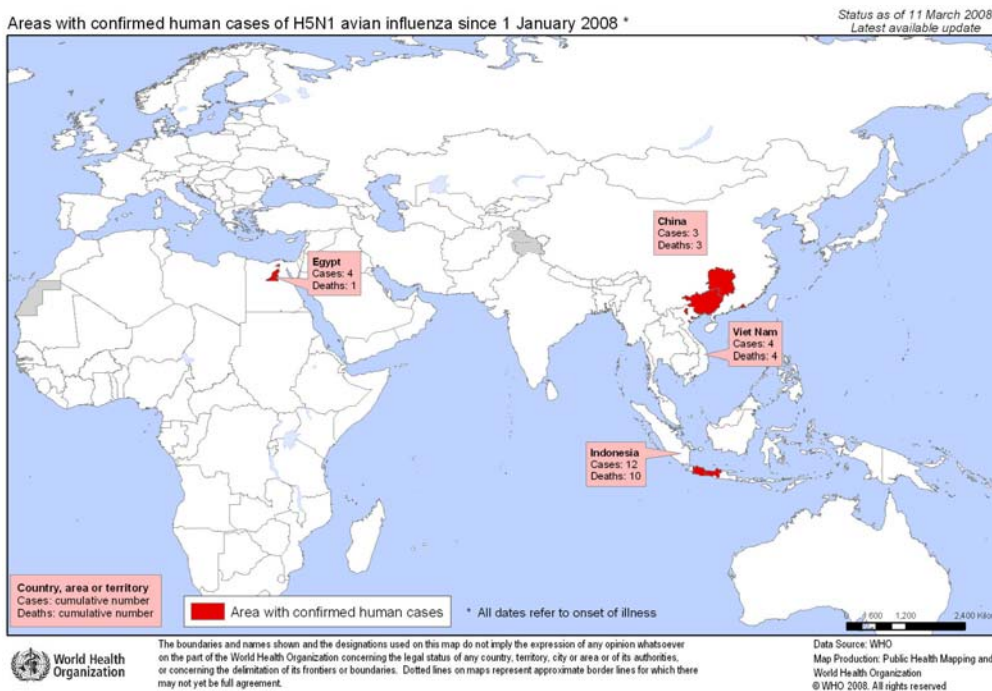 Areas with confirmed human cases of H5N1 avian influenza since 1 January 2008 *
Status as of 11 March 2008
Latest available update
China
Cases: 3
Deaths: 3
Egypt
Cases: 4
Deaths: 1
Viet Nam
Cases: 4
Deaths: 4
Indonesia
Cases: 12
Deaths: 10
Country, area or territory
Cases: cumulative number
Deaths: cumulative number
Area with confirmed human cases
* All dates refer to onset of illness
0 600 1,200 2,400 Kilo
World Health
Organization
The boundaries and names shown and the designations used on this map do not imply the expression of any opinion whatsoever
on the part of the World Health Organization concerning the legal status of any country, territory, city or area or of its authorities,
or concerning the delimitation of its frontiers or boundaries. Dotted lines on maps represent approximate border lines for which there
may not yet be full agreement.
Data Source: WHO
Map Production: Public Health Mapping and
World Health Organization
© WHO 2008. All rights reserved